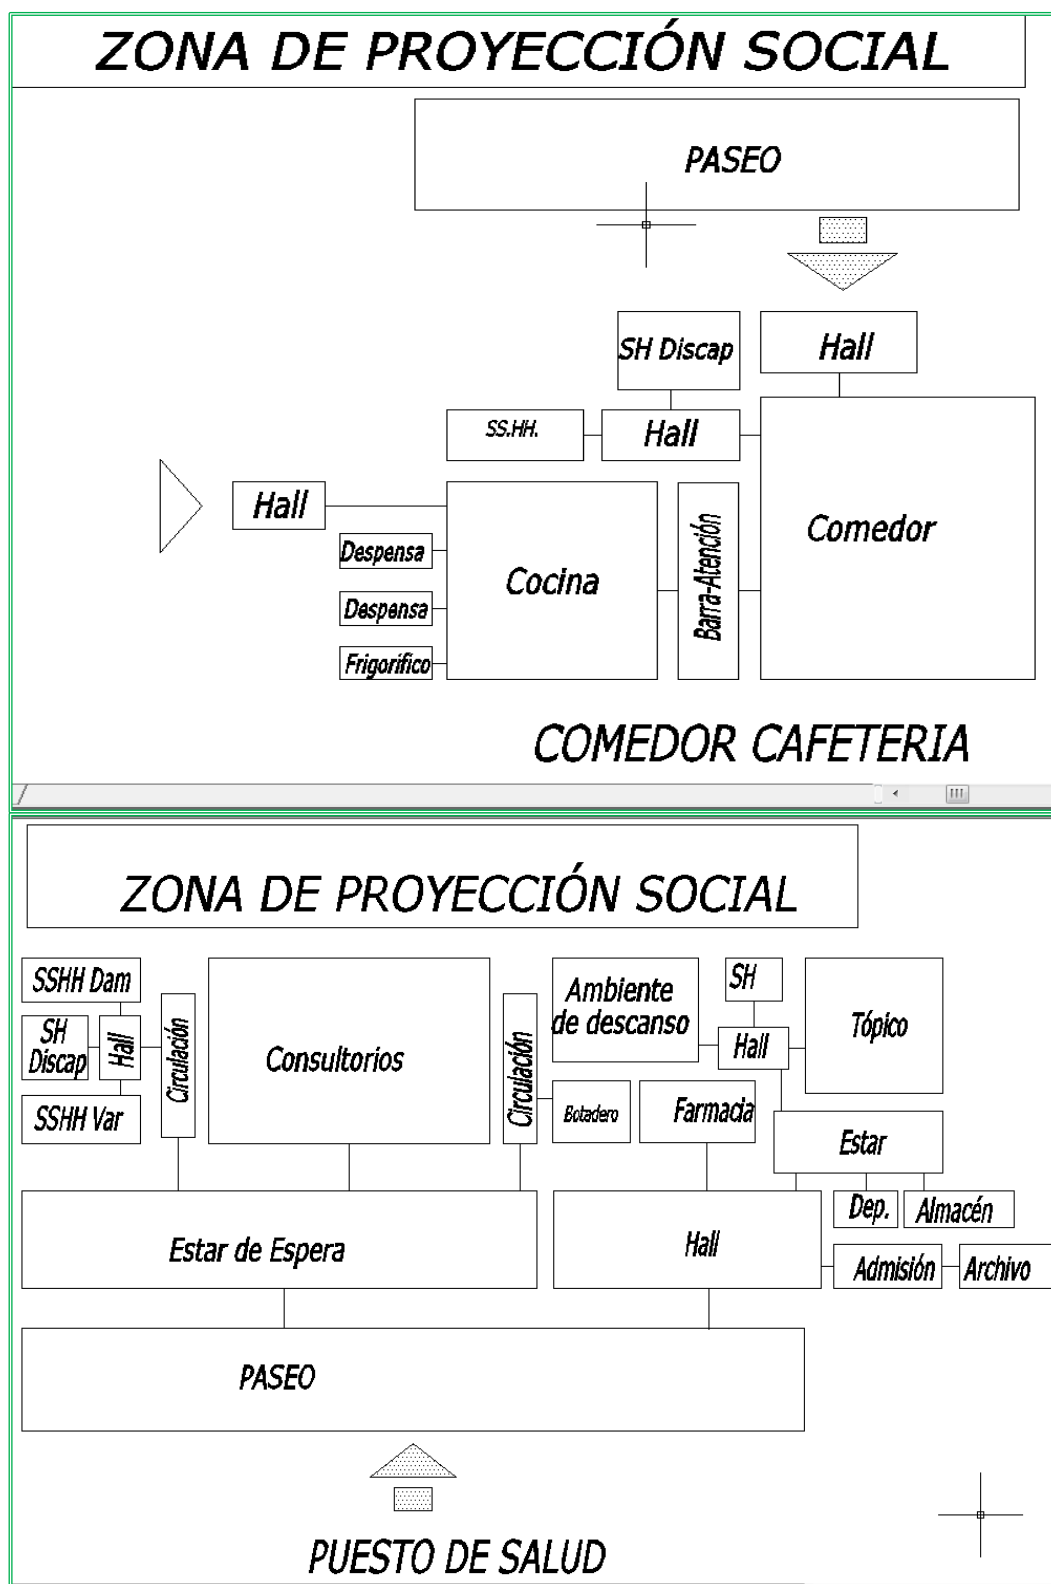 ZONA DE PROYECCIÓN SOCIAL
PASEO
SH Discap
Hall
SS.HH.
Hall
Hall
Despensa
Despensa
Frigorífico
Cocina
Barra-Atención
Comedor
COMEDOR CAFETERIA
ZONA DE PROYECCIÓN SOCIAL
SSHH Dam
SH
Discap
Hall
SSHH Var
Circulación
Consultorios
Circulación
Ambiente
de descanso
SH
Hall
Tópico
Botadero
Farmacia
Estar
Dep.
Almacén
Estar de Espera
Hall
Admisión
Archivo
PASEO
PUESTO DE SALUD